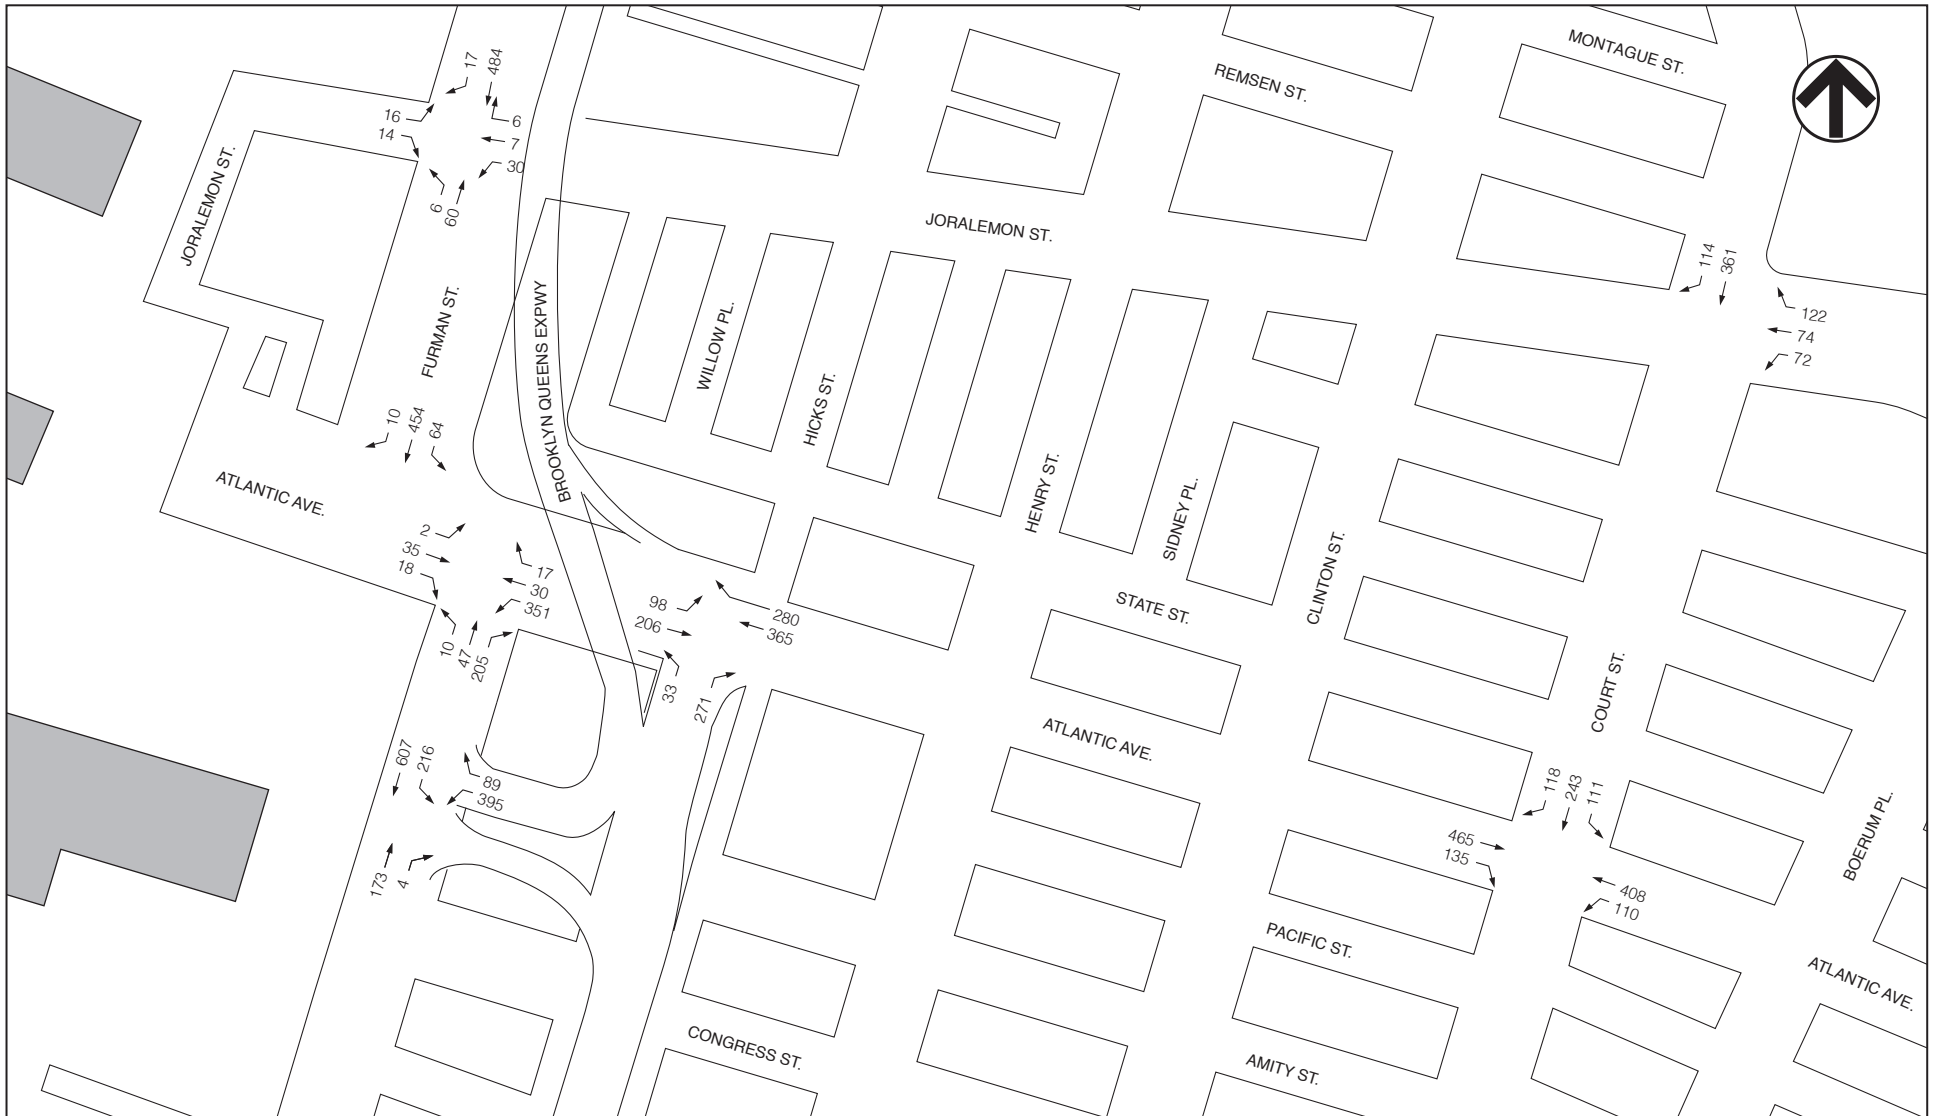 MONTAGUE ST.
REMSEN ST.
17
484
16
14
6
7
30
6
60
JORALEMON ST.
JORALEMON ST.
114
361
122
74
72
FURMAN ST.
BROOKLYN QUEENS EXPWY
WILLOW PL.
HICKS ST.
HENRY ST.
SIDNEY PL.
CLINTON ST.
10
454
64
ATLANTIC AVE.
2
35
18
17
30
351
10
47
205
98
206
280
365
33
271
STATE ST.
COURT ST.
ATLANTIC AVE.
607
216
89
395
173
4
118
243
111
465
135
408
110
BOERUM PL.
PACIFIC ST.
ATLANTIC AVE.
CONGRESS ST.
AMITY ST.